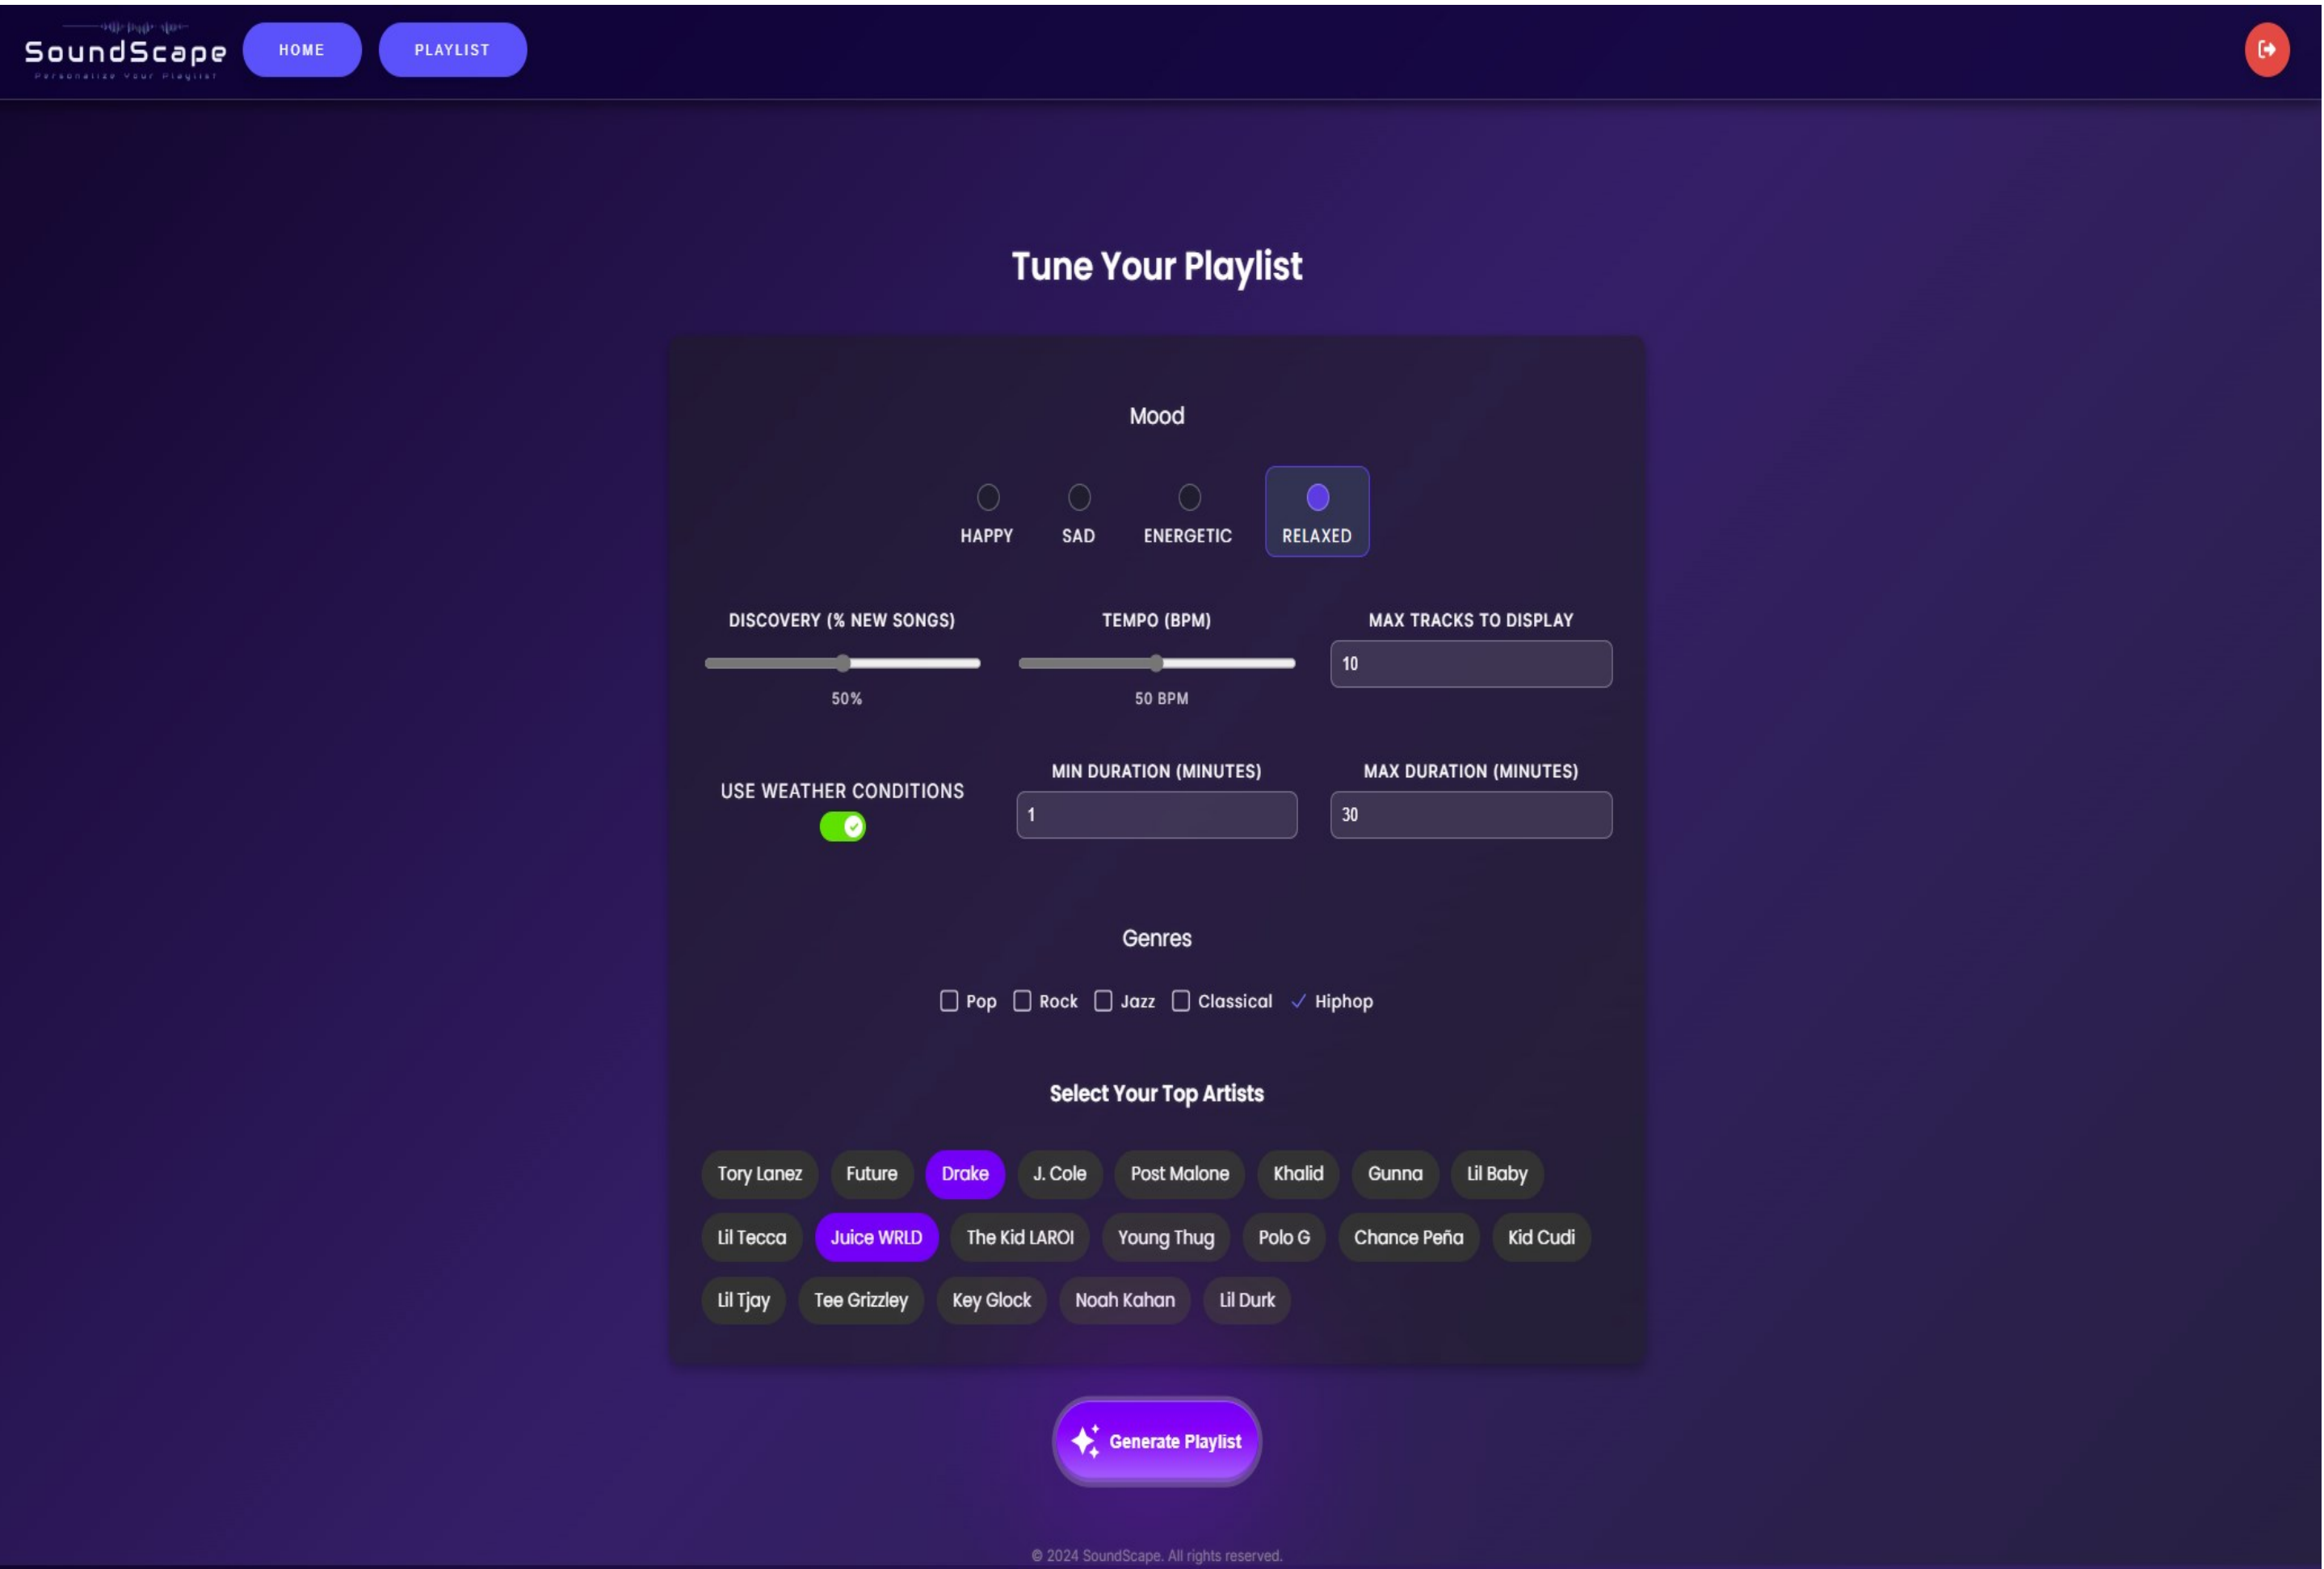 SoundScape HOME PLAYLIST
Personalize Your Playlist
Tune Your Playlist
Mood
HAPPY SAD ENERGETIC RELAXED
DISCOVERY (% NEW SONGS) TEMPO (BPM) MAX TRACKS TO DISPLAY
10
50% 50 BPM
USE WEATHER CONDITIONS MIN DURATION (MINUTES) MAX DURATION (MINUTES)
1 30
Genres
Pop Rock Jazz Classical Hiphop
Select Your Top Artists
Tory Lanez Future Drake J. Cole Post Malone Khalid Gunna Lil Baby
Lil Tecca Juice WRLD The Kid LAROI Young Thug Polo G Chance Peña Kid Cudi
Lil Tjay Tee Grizzley Key Glock Noah Kahan Lil Durk
Generate Playlist
© 2024 SoundScape. All rights reserved.